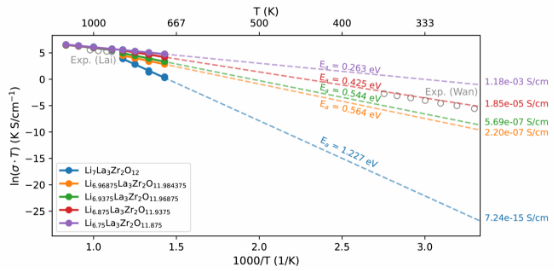 T (K)
1000 667 500 400 333
ln(σ·T) (K S/cm⁻¹)
5
0
−5
−10
−15
−20
−25
Exp. (Lai)
Exp. (Wan)
Eₐ = 0.263 eV
Eₐ = 0.425 eV
Eₐ = 0.544 eV
Eₐ = 0.564 eV
Eₐ = 1.227 eV
1.18e-03 S/cm
1.85e-05 S/cm
5.69e-07 S/cm
2.20e-07 S/cm
7.24e-15 S/cm
Li₇La₃Zr₂O₁₂
Li₆.₉₆₈₇₅La₃Zr₂O₁₁.₉₈₄₃₇₅
Li₆.₉₃₇₅La₃Zr₂O₁₁.₉₆₈₇₅
Li₆.₈₇₅La₃Zr₂O₁₁.₉₃₇₅
Li₆.₇₅La₃Zr₂O₁₁.₈₇₅
1.0 1.5 2.0 2.5 3.0
1000/T (1/K)